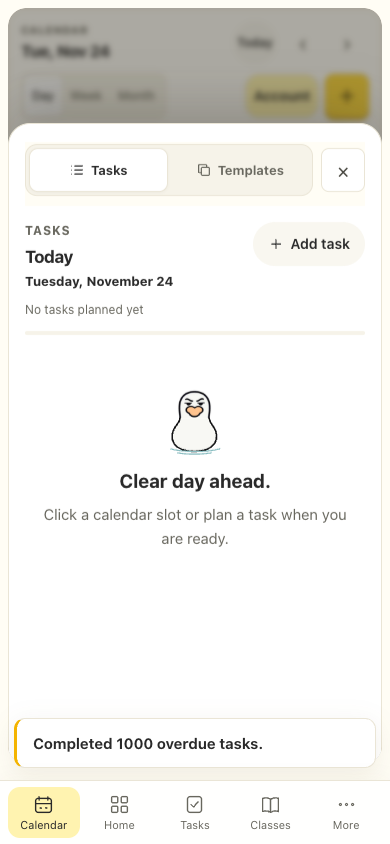 CALENDAR
Tue, Nov 24
Today
Day Week Month
Account
Tasks
Templates
TASKS
Today
Tuesday, November 24
No tasks planned yet
Add task
Clear day ahead.
Click a calendar slot or plan a task when you
are ready.
Completed 1000 overdue tasks.
Calendar
Home
Tasks
Classes
More